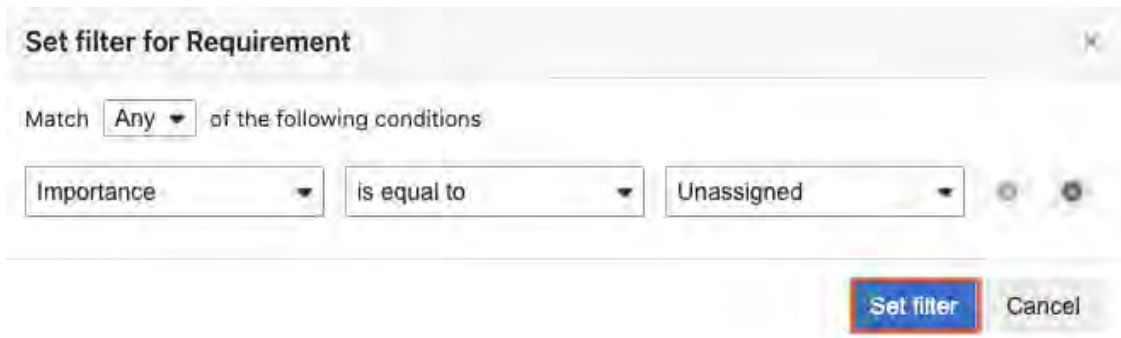 Set filter for Requirement
Match Any of the following conditions
Importance is equal to Unassigned
Set filter Cancel